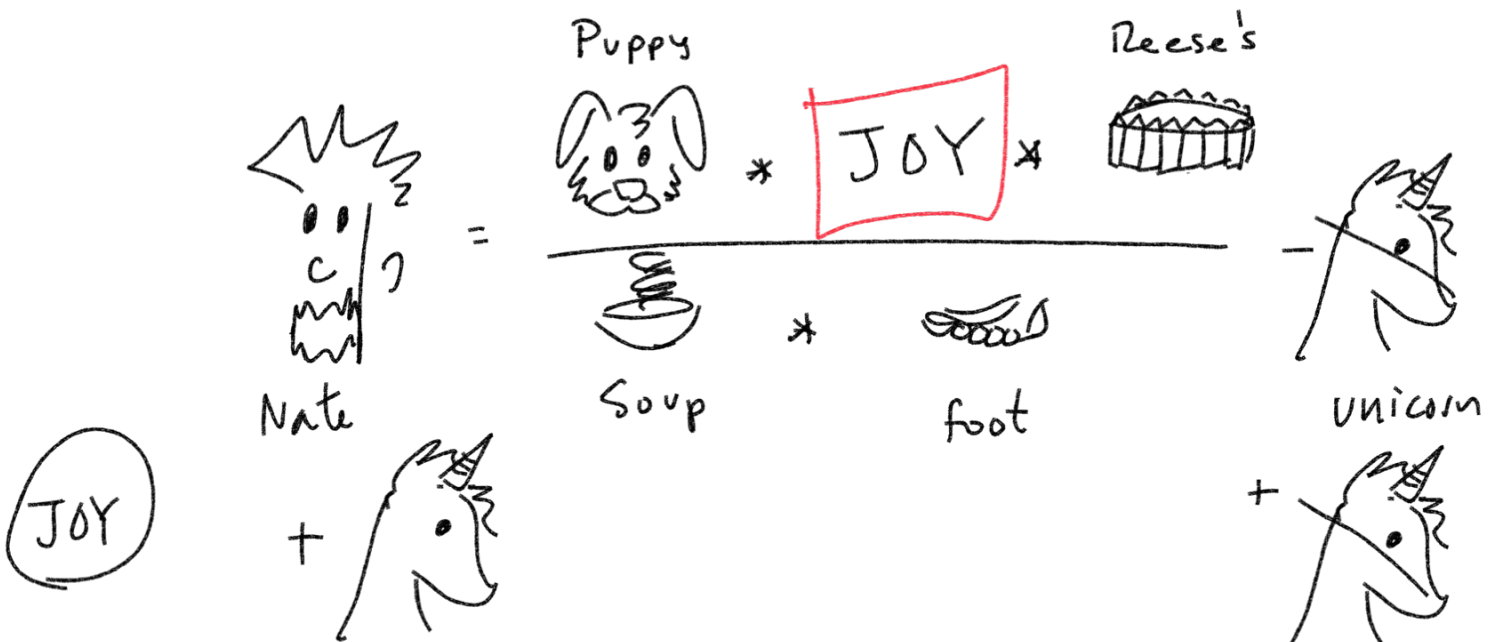 Puppy
Reese's
* JOY *
=
-
*
Nate
Soup
foot
unicorn
JOY
+
+